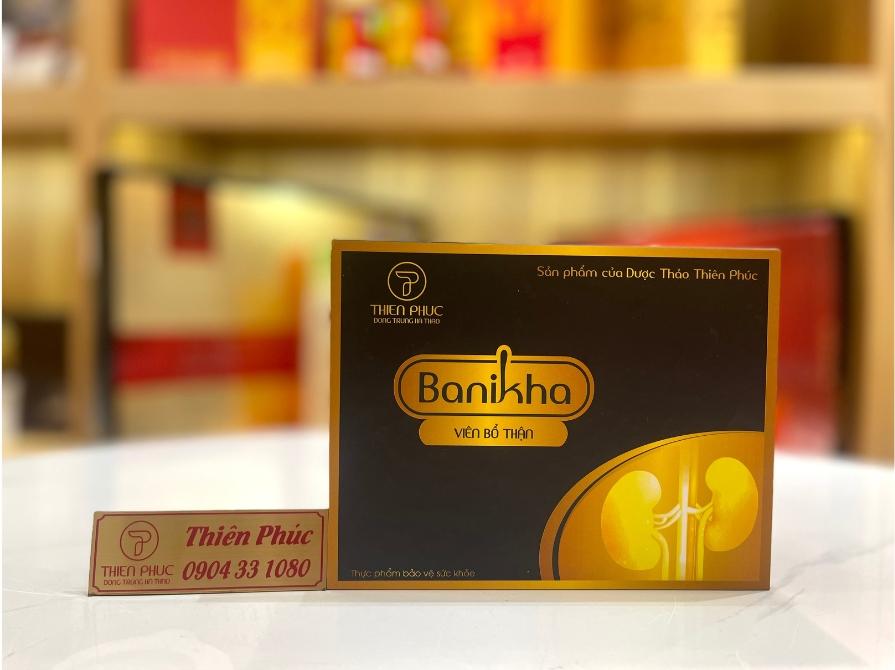 THIEN PHUC
DONG TRUNG HA THAO
Sản phẩm của Dược Thảo Thiên Phúc
Banikha
VIÊN BỔ THẬN
Thực phẩm bảo vệ sức khỏe
THIEN PHUC
DONG TRUNG HA THAO
Thiên Phúc
0904 33 1080